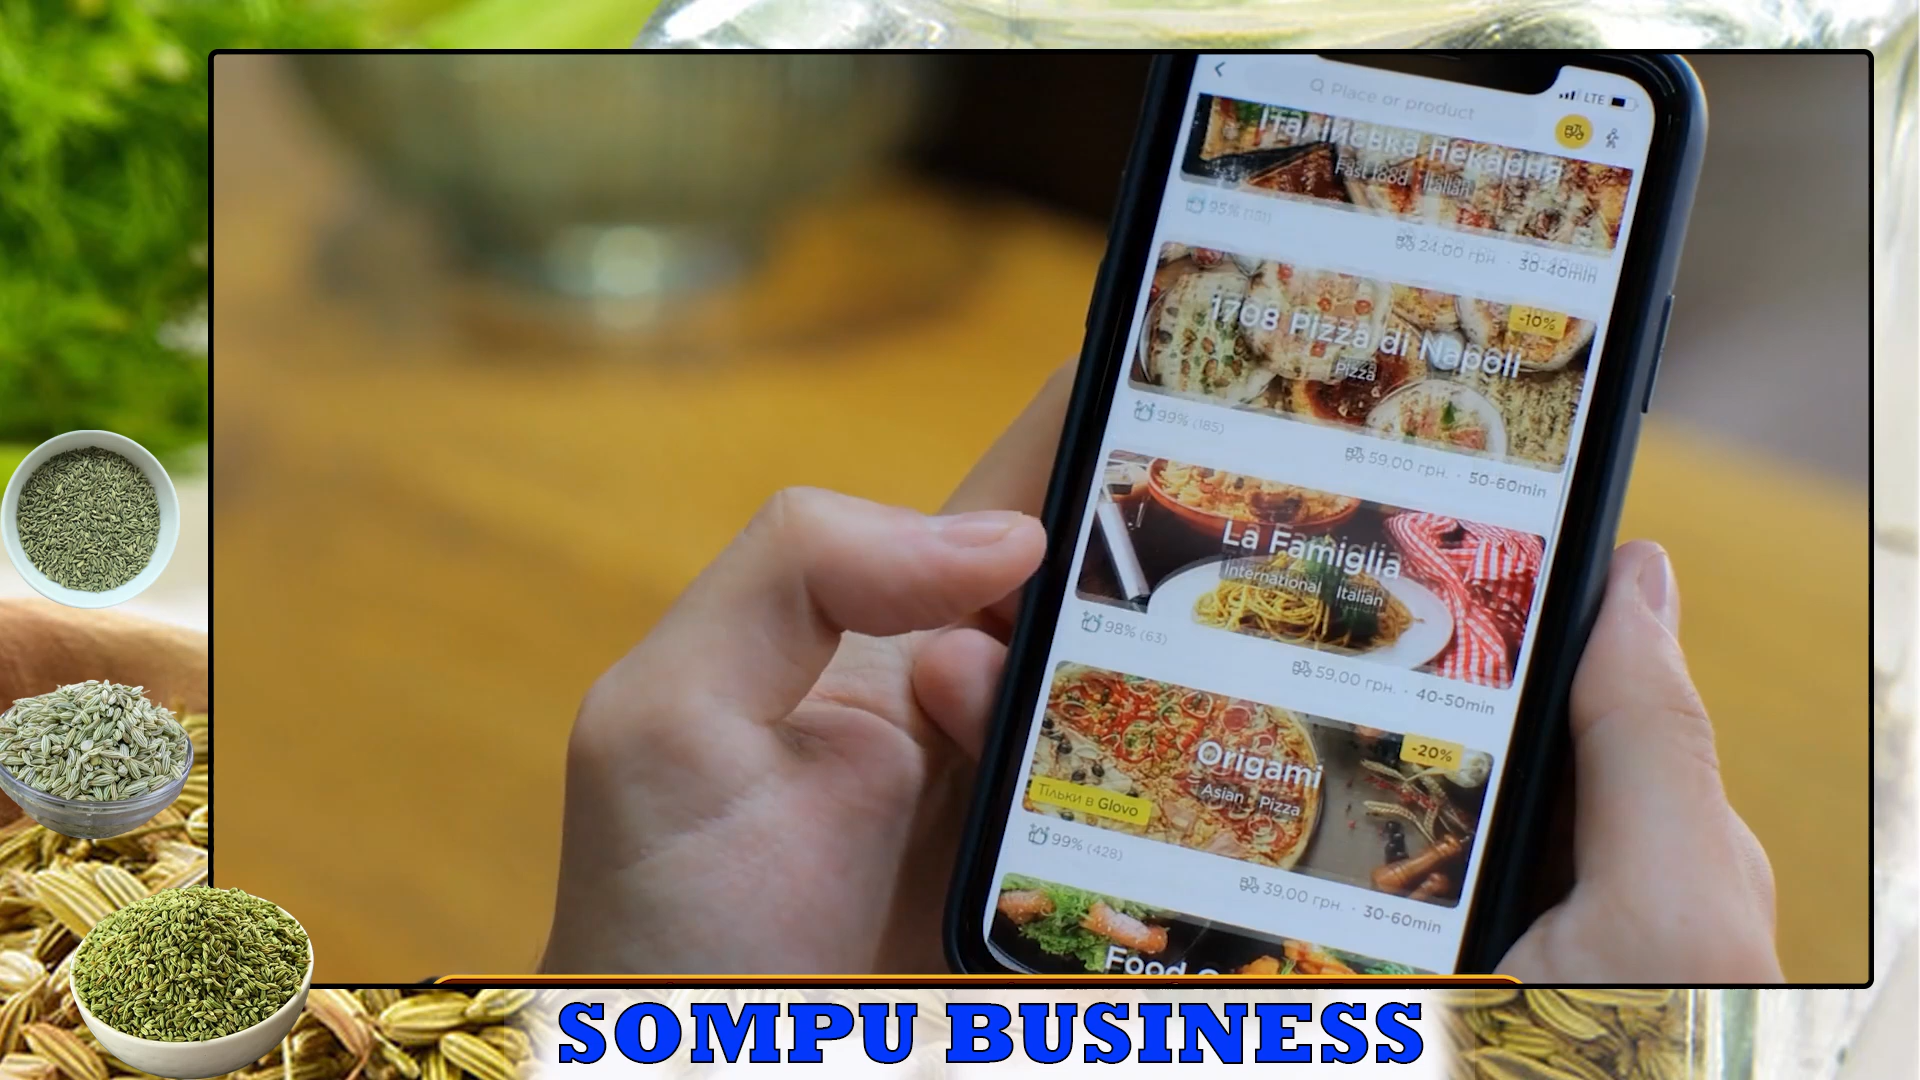 LTE
Place or product
Італійська пекарня
Fast food Italian
95% (151)
24,00 грн. · 30-40min
1708 Pizza di Napoli
-10%
Pizza
99% (185)
59,00 грн. · 50-60min
La Famiglia
International Italian
98% (63)
59,00 грн. · 40-50min
-20%
Origami
Asian Pizza
Тільки в Glovo
99% (428)
39,00 грн. · 30-60min
Food
SOMPU BUSINESS